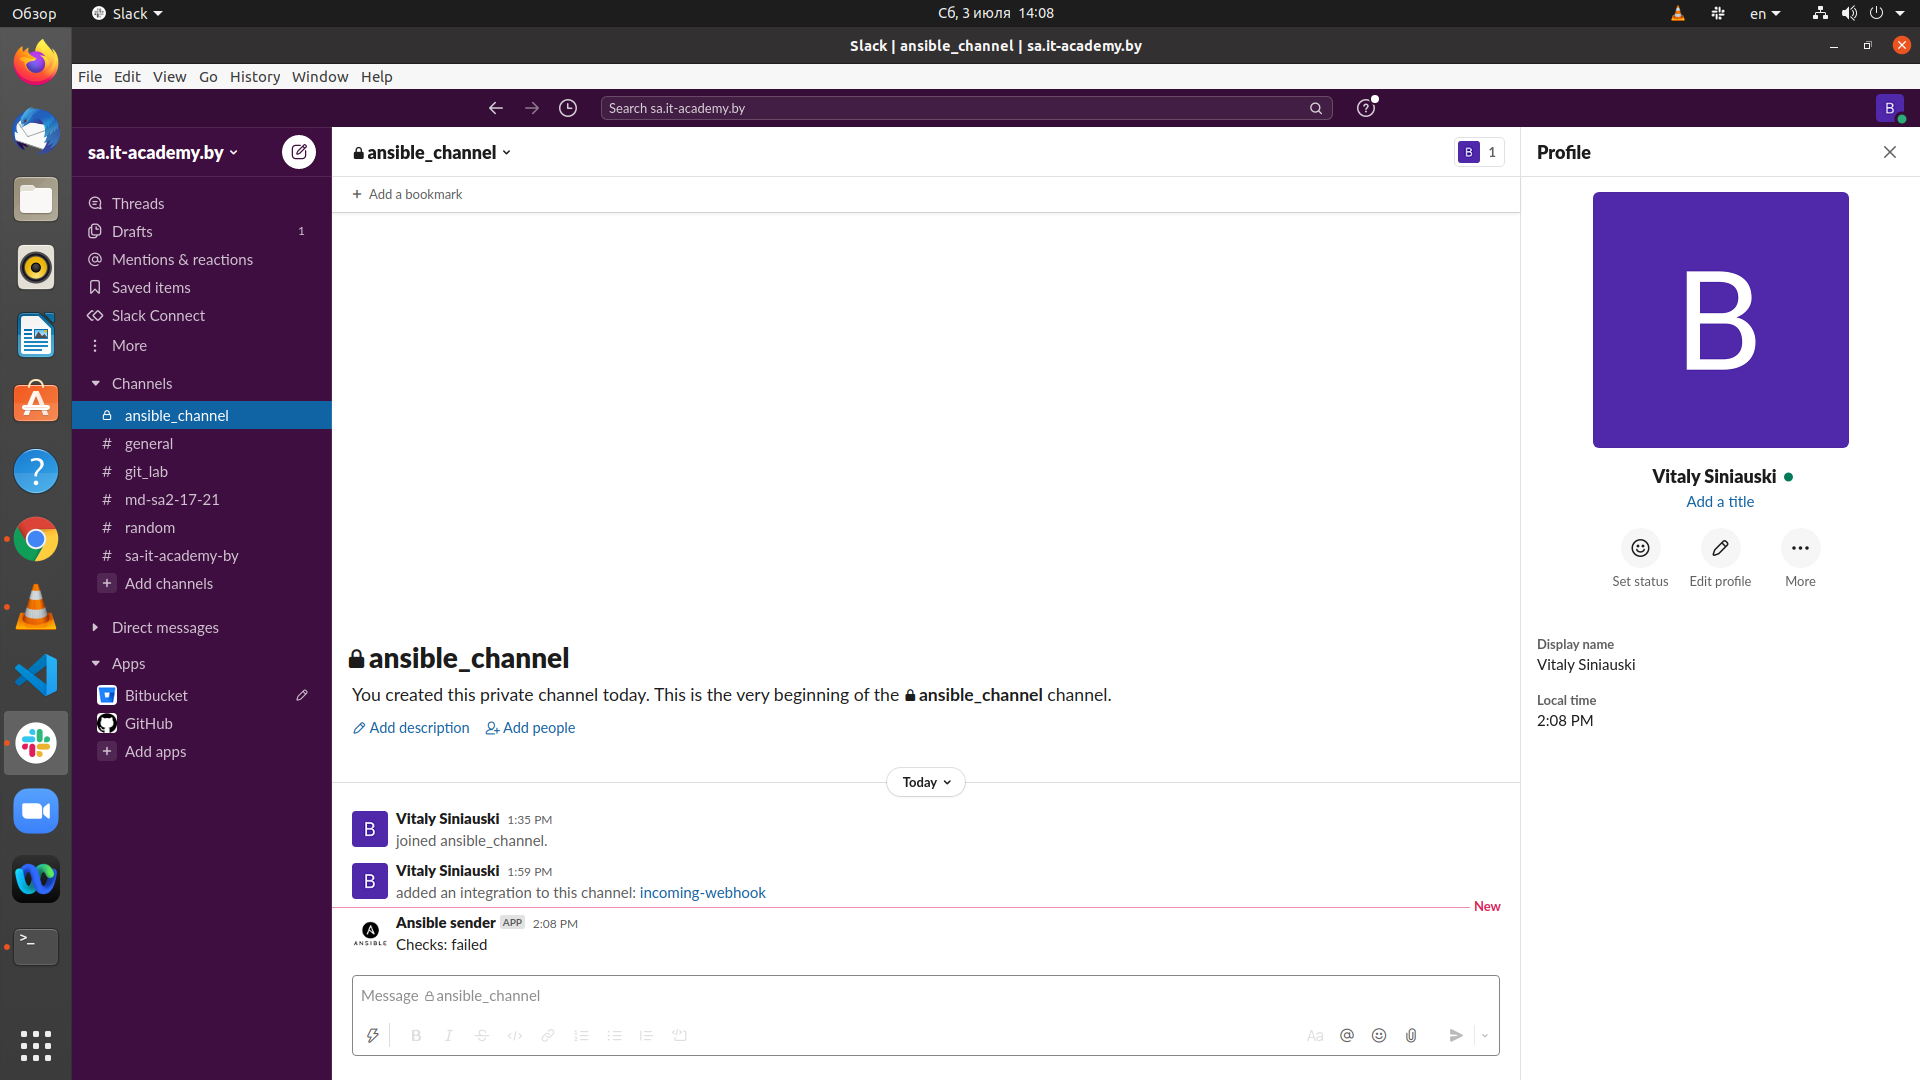 Обзор
Slack
Сб, 3 июля 14:08
en
Slack | ansible_channel | sa.it-academy.by
File Edit View Go History Window Help
Search sa.it-academy.by
B
sa.it-academy.by
Threads
Drafts 1
Mentions & reactions
Saved items
Slack Connect
More
Channels
ansible_channel
# general
# git_lab
# md-sa2-17-21
# random
# sa-it-academy-by
+ Add channels
Direct messages
Apps
Bitbucket
GitHub
+ Add apps
ansible_channel
B 1
+ Add a bookmark
ansible_channel
You created this private channel today. This is the very beginning of the ansible_channel channel.
Add description Add people
Today
B
Vitaly Siniauski 1:35 PM
joined ansible_channel.
B
Vitaly Siniauski 1:59 PM
added an integration to this channel: incoming-webhook
New
ANSIBLE
Ansible sender APP 2:08 PM
Checks: failed
Message ansible_channel
B I S </> Aa @
Profile
B
Vitaly Siniauski
Add a title
Set status Edit profile More
Display name
Vitaly Siniauski
Local time
2:08 PM